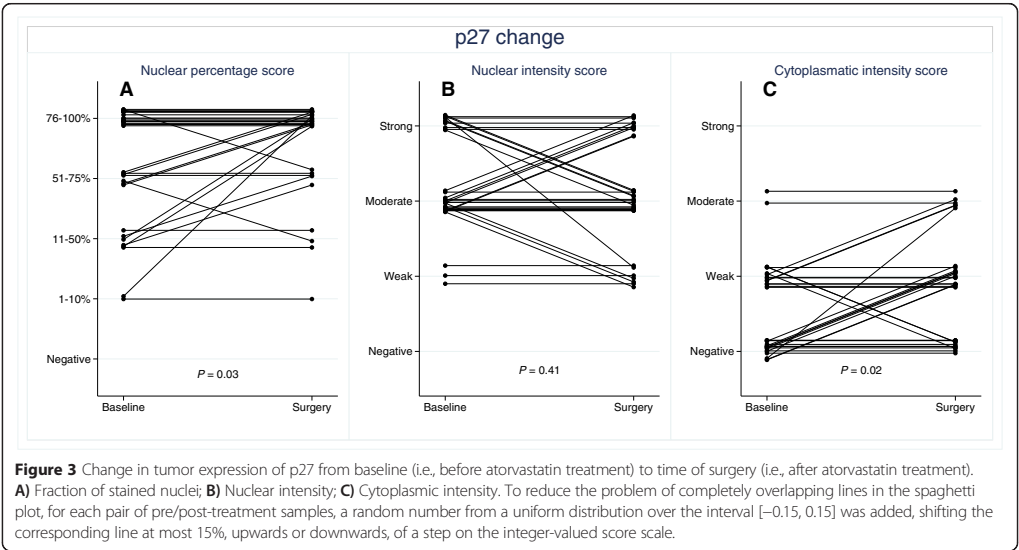 p27 change
Nuclear percentage score
A
76-100%
51-75%
11-50%
1-10%
Negative
P = 0.03
Baseline
Surgery
Nuclear intensity score
B
Strong
Moderate
Weak
Negative
P = 0.41
Baseline
Surgery
Cytoplasmatic intensity score
C
Strong
Moderate
Weak
Negative
P = 0.02
Baseline
Surgery
Figure 3 Change in tumor expression of p27 from baseline (i.e., before atorvastatin treatment) to time of surgery (i.e., after atorvastatin treatment).
A) Fraction of stained nuclei; B) Nuclear intensity; C) Cytoplasmic intensity. To reduce the problem of completely overlapping lines in the spaghetti
plot, for each pair of pre/post-treatment samples, a random number from a uniform distribution over the interval [−0.15, 0.15] was added, shifting the
corresponding line at most 15%, upwards or downwards, of a step on the integer-valued score scale.